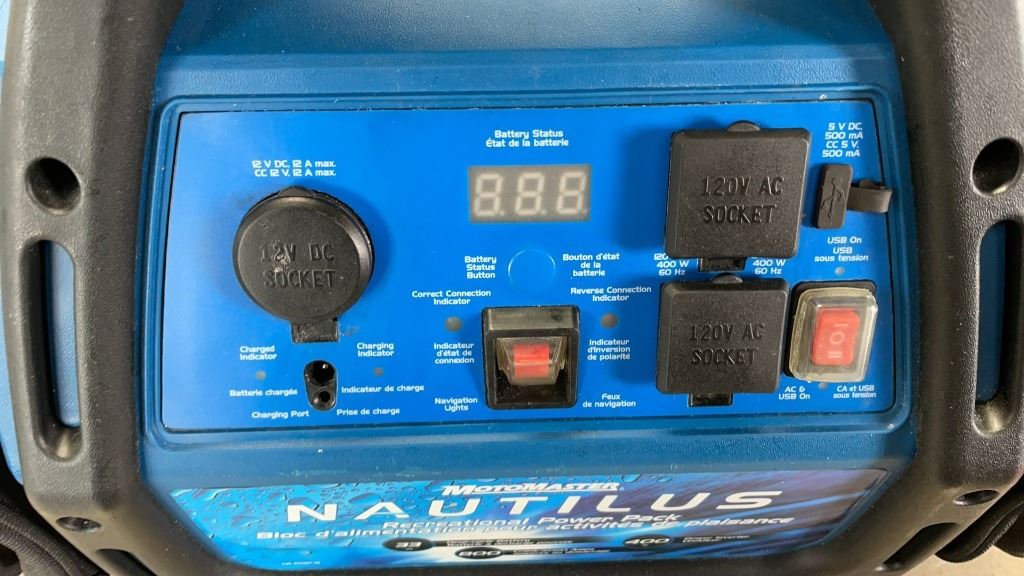 Battery Status
État de la batterie
12 V DC, 12 A max.
CC 12 V, 12 A max.
5 V DC,
500 mA
CC 5 V,
500 mA
12V DC
SOCKET
120V AC
SOCKET
USB On
USB
sous tension
Battery
Status
Button
Bouton d'état
de la
batterie
400 W
60 Hz
400 W
60 Hz
Correct Connection
Indicator
Reverse Connection
Indicator
120V AC
SOCKET
Charged
Indicator
Charging
Indicator
Indicateur
d'état de
connexion
Indicateur
d'inversion
de polarité
Batterie chargée
Indicateur de charge
Charging Port
Prise de charge
Navigation
Lights
Feux
de navigation
AC &
USB On
CA et USB
sous tension
MOTOMASTER
NAUTILUS
Recreational Power Pack
800
400